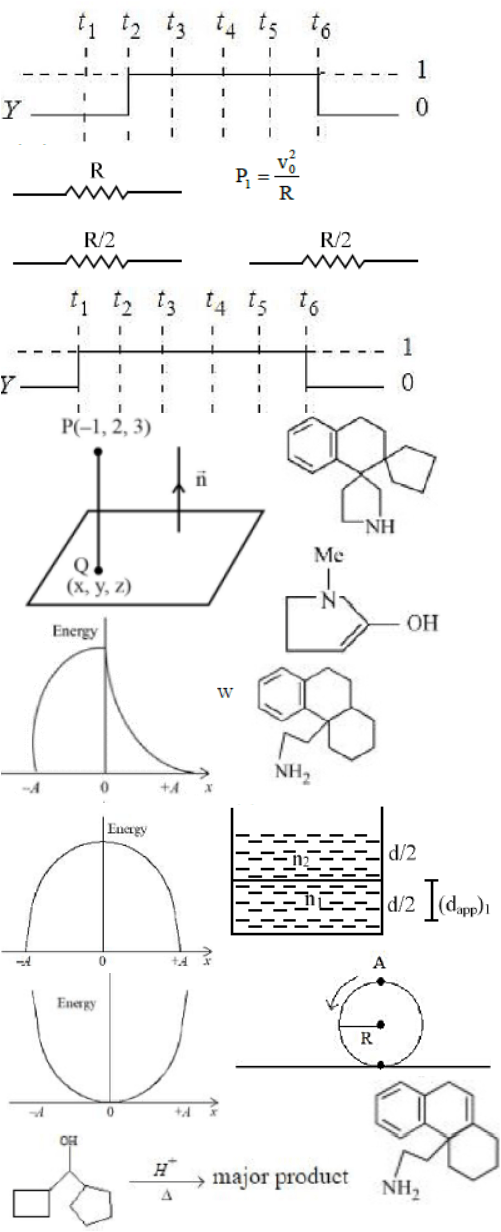 t1 t2 t3 t4 t5 t6
1
Y 0
R
P1 = v0^2/R
R/2 R/2
t1 t2 t3 t4 t5 t6
1
Y 0
P(–1, 2, 3)
n⃗
NH
Q
(x, y, z)
Me
N
OH
Energy
–A 0 +A x
w
NH2
Energy
–A 0 +A x
n2 d/2
n1 d/2 (dapp)1
Energy
–A 0 +A x
A
R
OH
H+
Δ
major product
NH2